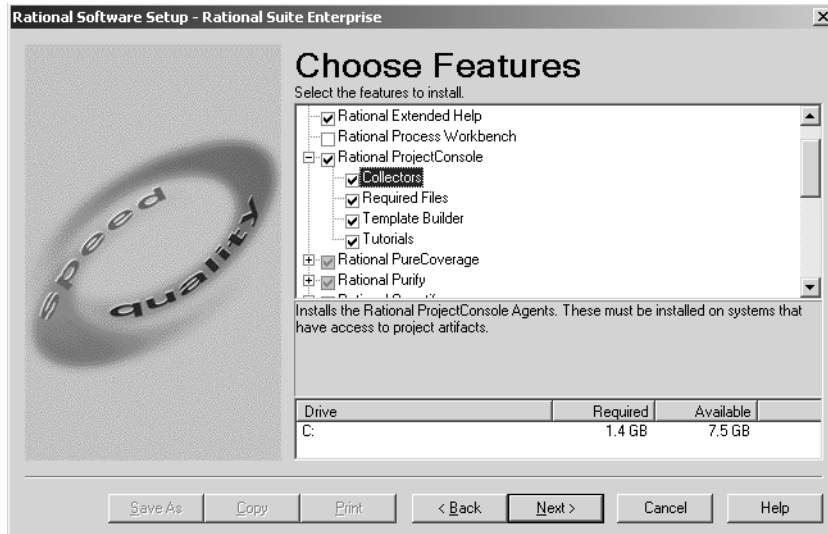 Rational Software Setup - Rational Suite Enterprise
speed
quality
Choose Features
Select the features to install.
Rational Extended Help
Rational Process Workbench
Rational ProjectConsole
Collectors
Required Files
Template Builder
Tutorials
Rational PureCoverage
Rational Purify
Installs the Rational ProjectConsole Agents. These must be installed on systems that
have access to project artifacts.
Drive Required Available
C: 1.4 GB 7.5 GB
Save As Copy Print < Back Next > Cancel Help